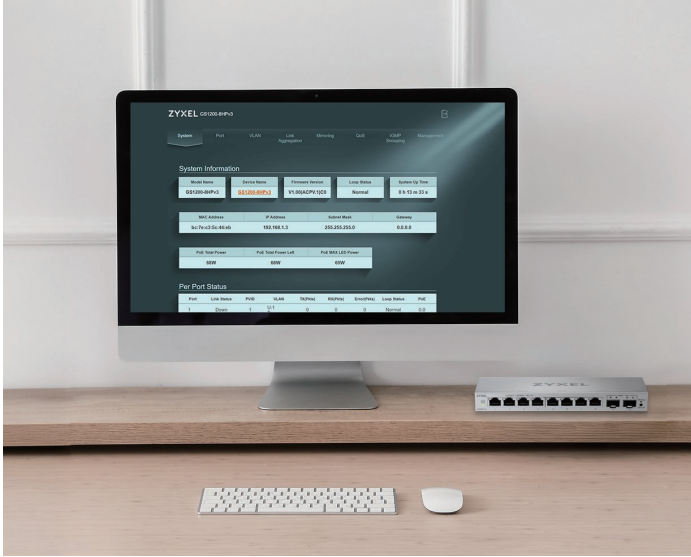 ZYXEL GS1200-8HPv3
System Port VLAN Link Aggregation Mirroring QoS IGMP Snooping Management
System Information
Model Name Device Name Firmware Version Loop Status System Up Time
GS1200-8HPv3 GS1200-8HPv3 V1.00(ACPV.1)C0 Normal 0 h 13 m 33 s
MAC Address IP Address Subnet Mask Gateway
bc:7e:c3:5c:44:eb 192.168.1.3 255.255.255.0 0.0.0.0
PoE Total Power PoE Total Power Left PoE MAX LED Power
60W 60W 60W
Per Port Status
Port Link Status PVID VLAN TX(Pkts) RX(Pkts) Error(Pkts) Loop Status PoE
1 Down 1 0 0 0 Normal 0.0
ZYXEL
ZYXEL